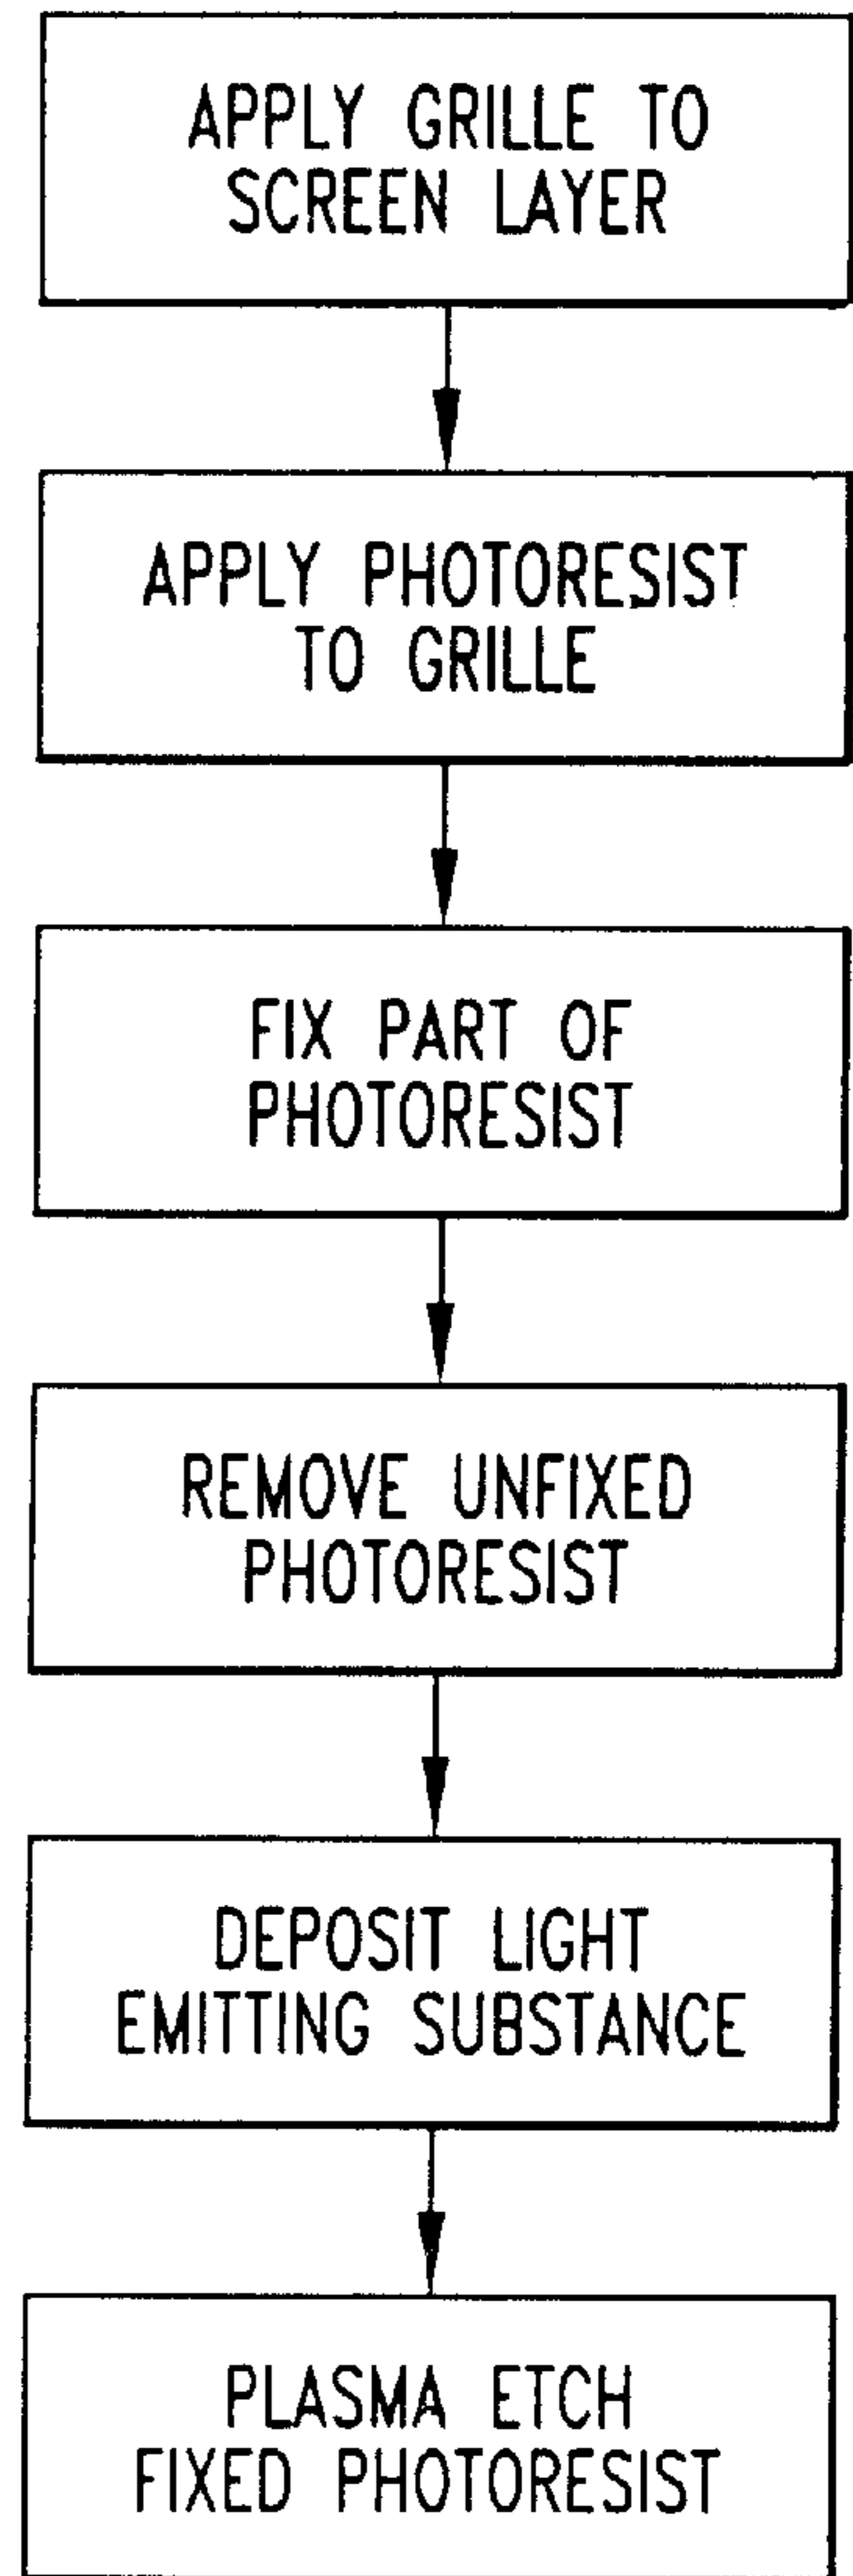 APPLY GRILLE TO
SCREEN LAYER
APPLY PHOTORESIST
TO GRILLE
FIX PART OF
PHOTORESIST
REMOVE UNFIXED
PHOTORESIST
DEPOSIT LIGHT
EMITTING SUBSTANCE
PLASMA ETCH
FIXED PHOTORESIST